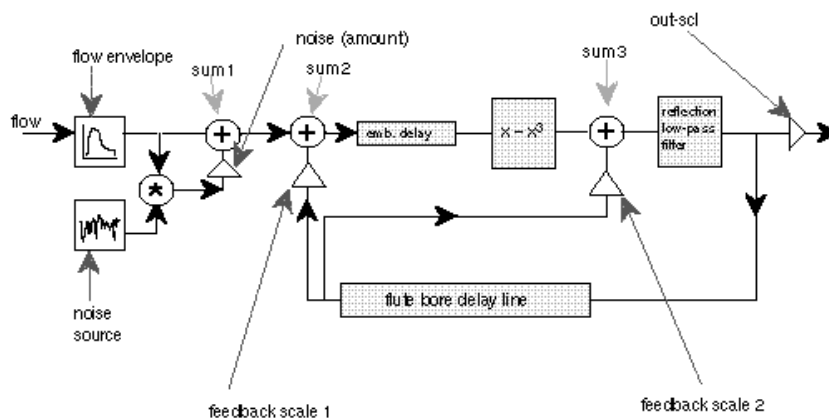 out-scl
noise (amount)
flow envelope
sum1
sum2
sum3
flow
emb. delay
x - x³
reflection
low-pass
filter
+
+
+
*
flute bore delay line
noise
source
feedback scale 1
feedback scale 2